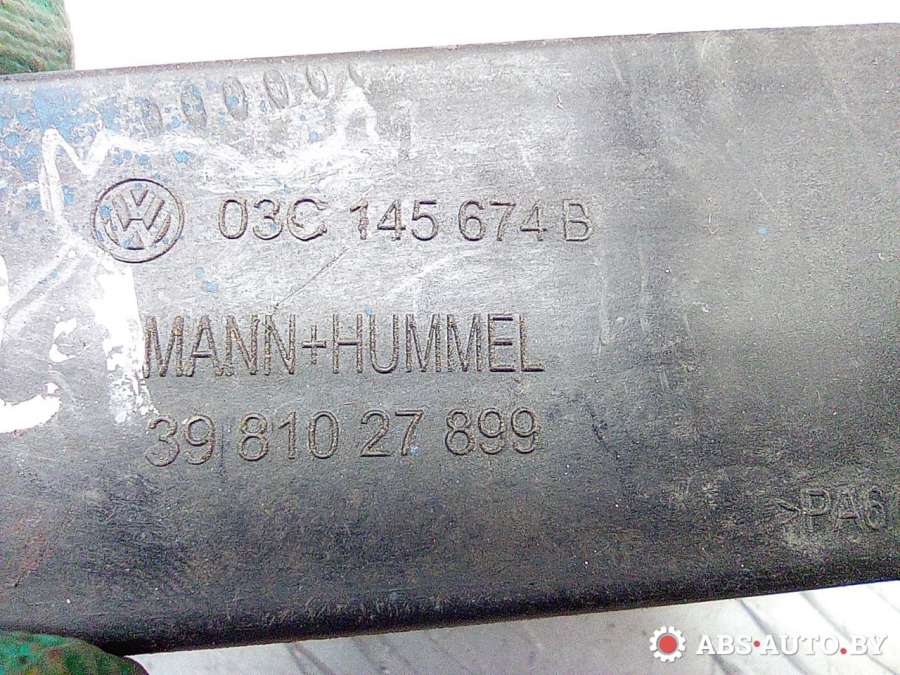 03C 145 674 B
MANN+HUMMEL
39 810 27 899
>PA6
ABS-AUTO.BY